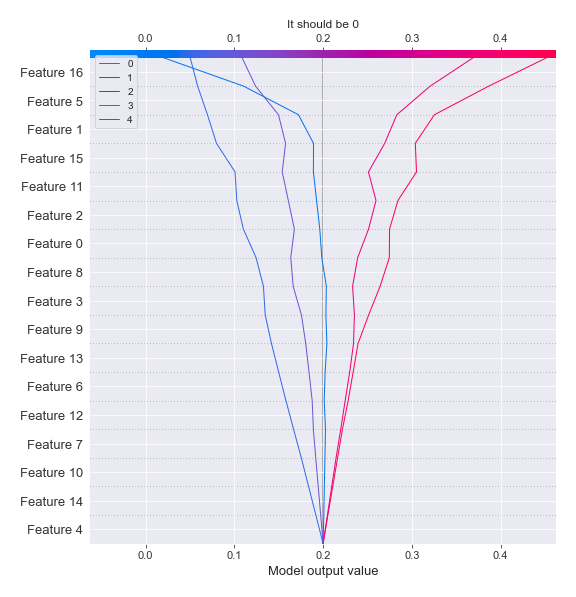 It should be 0
0.0 0.1 0.2 0.3 0.4
0
1
2
3
4
Feature 16
Feature 5
Feature 1
Feature 15
Feature 11
Feature 2
Feature 0
Feature 8
Feature 3
Feature 9
Feature 13
Feature 6
Feature 12
Feature 7
Feature 10
Feature 14
Feature 4
0.0 0.1 0.2 0.3 0.4
Model output value